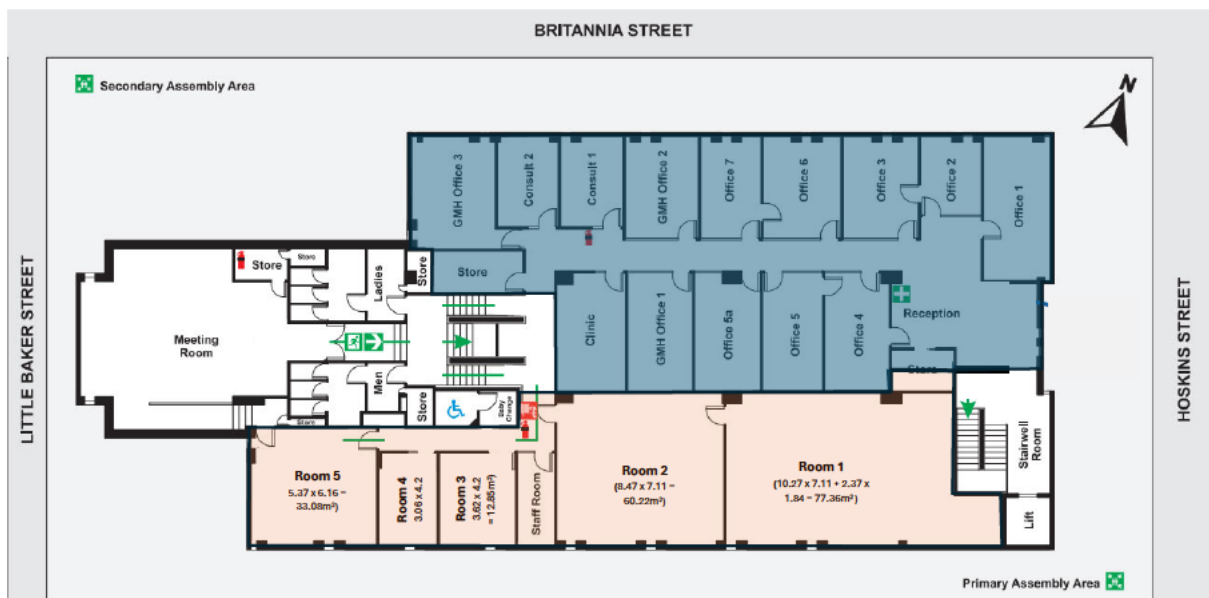 BRITANNIA STREET
Secondary Assembly Area
N
LITTLE BAKER STREET
HOSKINS STREET
GMH Office 3
Consult 2
Consult 1
GMH Office 2
Office 7
Office 6
Office 3
Office 2
Office 1
Store
Store
Ladies
Store
Store
Meeting
Room
Clinic
GMH Office 1
Office 5a
Office 5
Office 4
Reception
Store
Men
Store
Store
Baby
Change
Stairwell
Room
Lift
Room 5
5.37 x 6.16 –
33.08m²)
Room 4
3.06 x 4.2
Room 3
3.62 x 4.2
= 12.85m²)
Staff Room
Room 2
(8.47 x 7.11 –
60.22m²)
Room 1
(10.27 x 7.11 + 2.37 x
1.84 – 77.36m²)
Primary Assembly Area